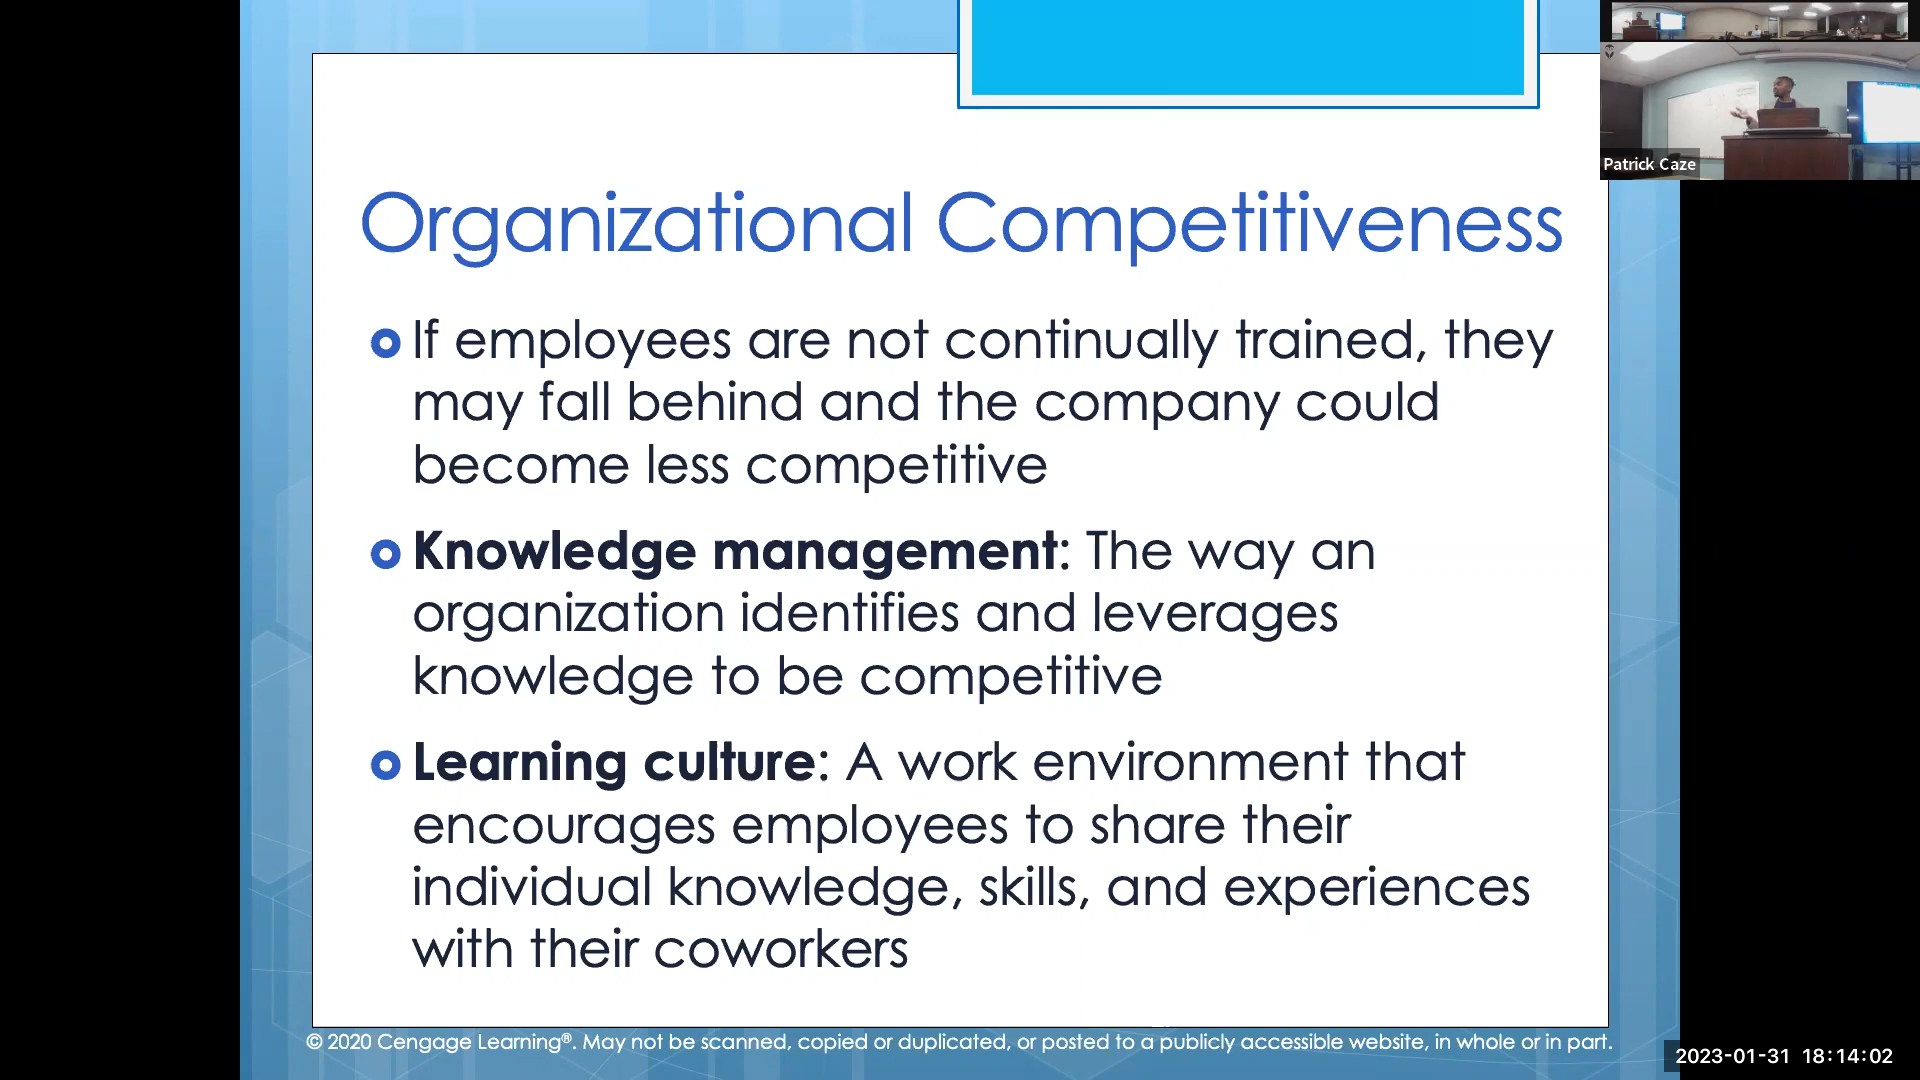 Patrick Caze
Organizational Competitiveness
If employees are not continually trained, they
may fall behind and the company could
become less competitive
Knowledge management: The way an
organization identifies and leverages
knowledge to be competitive
Learning culture: A work environment that
encourages employees to share their
individual knowledge, skills, and experiences
with their coworkers
© 2020 Cengage Learning®. May not be scanned, copied or duplicated, or posted to a publicly accessible website, in whole or in part.
2023-01-31 18:14:02